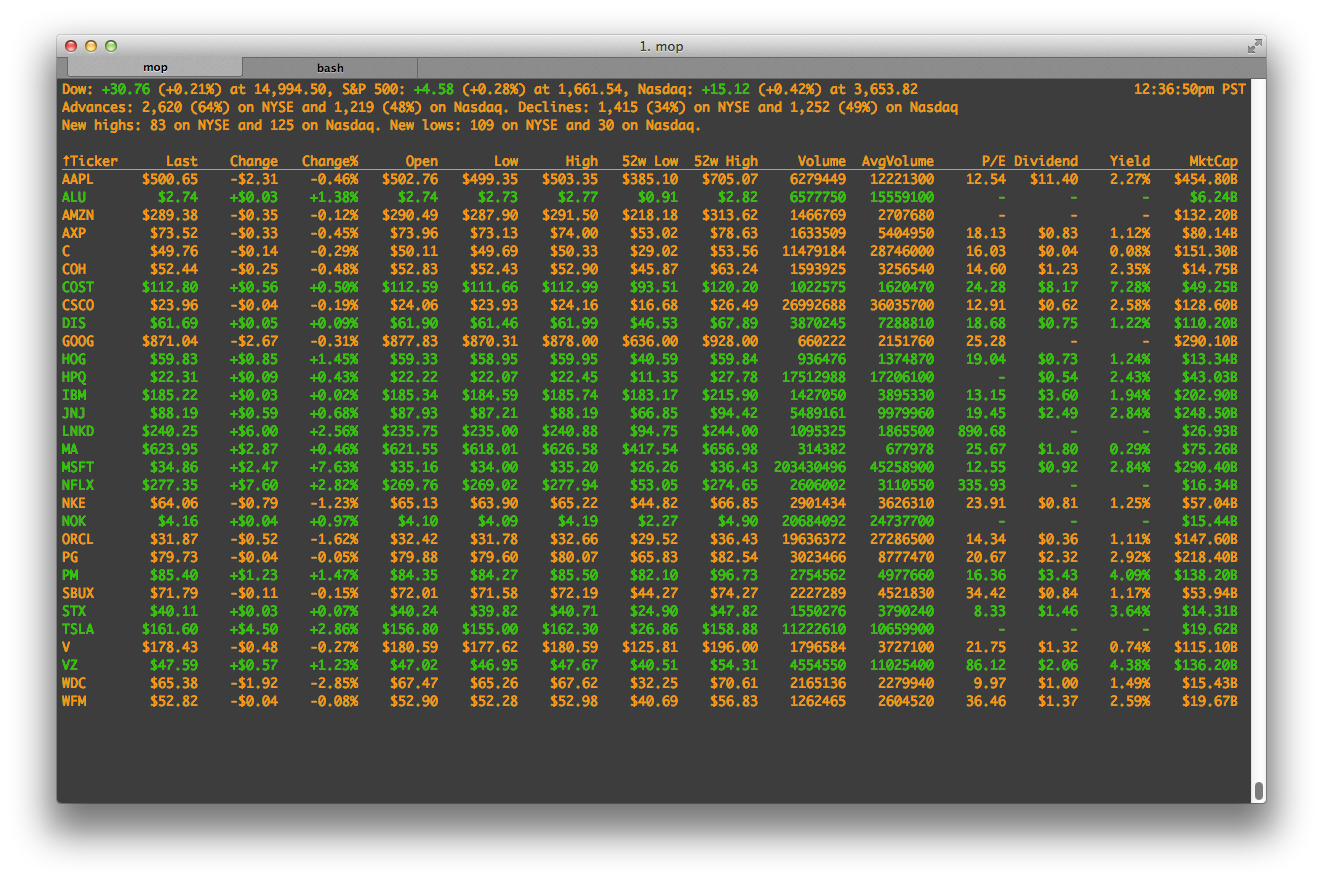 1. mop
mop bash
Dow: +30.76 (+0.21%) at 14,994.50, S&P 500: +4.58 (+0.28%) at 1,661.54, Nasdaq: +15.12 (+0.42%) at 3,653.82 12:36:50pm PST
Advances: 2,620 (64%) on NYSE and 1,219 (48%) on Nasdaq. Declines: 1,415 (34%) on NYSE and 1,252 (49%) on Nasdaq
New highs: 83 on NYSE and 125 on Nasdaq. New lows: 109 on NYSE and 30 on Nasdaq.
↑Ticker Last Change Change% Open Low High 52w Low 52w High Volume AvgVolume P/E Dividend Yield MktCap
AAPL $500.65 -$2.31 -0.46% $502.76 $499.35 $503.35 $385.10 $705.07 6279449 12221300 12.54 $11.40 2.27% $454.80B
ALU $2.74 +$0.03 +1.38% $2.74 $2.73 $2.77 $0.91 $2.82 6577750 15559100 - - - $6.24B
AMZN $289.38 -$0.35 -0.12% $290.49 $287.90 $291.50 $218.18 $313.62 1466769 2707680 - - - $132.20B
AXP $73.52 -$0.33 -0.45% $73.96 $73.13 $74.00 $53.02 $78.63 1633509 5404950 18.13 $0.83 1.12% $80.14B
C $49.76 -$0.14 -0.29% $50.11 $49.69 $50.33 $29.02 $53.56 11479184 28746000 16.03 $0.04 0.08% $151.30B
COH $52.44 -$0.25 -0.48% $52.83 $52.43 $52.90 $45.87 $63.24 1593925 3256540 14.60 $1.23 2.35% $14.75B
COST $112.80 +$0.56 +0.50% $112.59 $111.66 $112.99 $93.51 $120.20 1022575 1620470 24.28 $8.17 7.28% $49.25B
CSCO $23.96 -$0.04 -0.19% $24.06 $23.93 $24.16 $16.68 $26.49 26992688 36035700 12.91 $0.62 2.58% $128.60B
DIS $61.69 +$0.05 +0.09% $61.90 $61.46 $61.99 $46.53 $67.89 3870245 7288810 18.68 $0.75 1.22% $110.20B
GOOG $871.04 -$2.67 -0.31% $877.83 $870.31 $878.00 $636.00 $928.00 660222 2151760 25.28 - - $290.10B
HOG $59.83 +$0.85 +1.45% $59.33 $58.95 $59.95 $40.59 $59.84 936476 1374870 19.04 $0.73 1.24% $13.34B
HPQ $22.31 +$0.09 +0.43% $22.22 $22.07 $22.45 $11.35 $27.78 17512988 17206100 - $0.54 2.43% $43.03B
IBM $185.22 +$0.03 +0.02% $185.34 $184.59 $185.74 $183.17 $215.90 1427050 3895330 13.15 $3.60 1.94% $202.90B
JNJ $88.19 +$0.59 +0.68% $87.93 $87.21 $88.19 $66.85 $94.42 5489161 9979960 19.45 $2.49 2.84% $248.50B
LNKD $240.25 +$6.00 +2.56% $235.75 $235.00 $240.88 $94.75 $244.00 1095325 1865500 890.68 - - $26.93B
MA $623.95 +$2.87 +0.46% $621.55 $618.01 $626.58 $417.54 $656.98 314382 677978 25.67 $1.80 0.29% $75.26B
MSFT $34.86 +$2.47 +7.63% $35.16 $34.00 $35.20 $26.26 $36.43 203430496 45258900 12.55 $0.92 2.84% $290.40B
NFLX $277.35 +$7.60 +2.82% $269.76 $269.02 $277.94 $53.05 $274.65 2606002 3110550 335.93 - - $16.34B
NKE $64.06 -$0.79 -1.23% $65.13 $63.90 $65.22 $44.82 $66.85 2901434 3626310 23.91 $0.81 1.25% $57.04B
NOK $4.16 +$0.04 +0.97% $4.10 $4.09 $4.19 $2.27 $4.90 20684092 24737700 - - - $15.44B
ORCL $31.87 -$0.52 -1.62% $32.42 $31.78 $32.66 $29.52 $36.43 19636372 27286500 14.34 $0.36 1.11% $147.60B
PG $79.73 -$0.04 -0.05% $79.88 $79.60 $80.07 $65.83 $82.54 3023466 8777470 20.67 $2.32 2.92% $218.40B
PM $85.40 +$1.23 +1.47% $84.35 $84.27 $85.50 $82.10 $96.73 2754562 4977660 16.36 $3.43 4.09% $138.20B
SBUX $71.79 -$0.11 -0.15% $72.01 $71.58 $72.19 $44.27 $74.27 2227289 4521830 34.42 $0.84 1.17% $53.94B
STX $40.11 +$0.03 +0.07% $40.24 $39.82 $40.71 $24.90 $47.82 1550276 3790240 8.33 $1.46 3.64% $14.31B
TSLA $161.60 +$4.50 +2.86% $156.80 $155.00 $162.30 $26.86 $158.88 11222610 10659900 - - - $19.62B
V $178.43 -$0.48 -0.27% $180.59 $177.62 $180.59 $125.81 $196.00 1796584 3727100 21.75 $1.32 0.74% $115.10B
VZ $47.59 +$0.57 +1.23% $47.02 $46.95 $47.67 $40.51 $54.31 4554550 11025400 86.12 $2.06 4.38% $136.20B
WDC $65.38 -$1.92 -2.85% $67.47 $65.26 $67.62 $32.25 $70.61 2165136 2279940 9.97 $1.00 1.49% $15.43B
WFM $52.82 -$0.04 -0.08% $52.90 $52.28 $52.98 $40.69 $56.83 1262465 2604520 36.46 $1.37 2.59% $19.67B